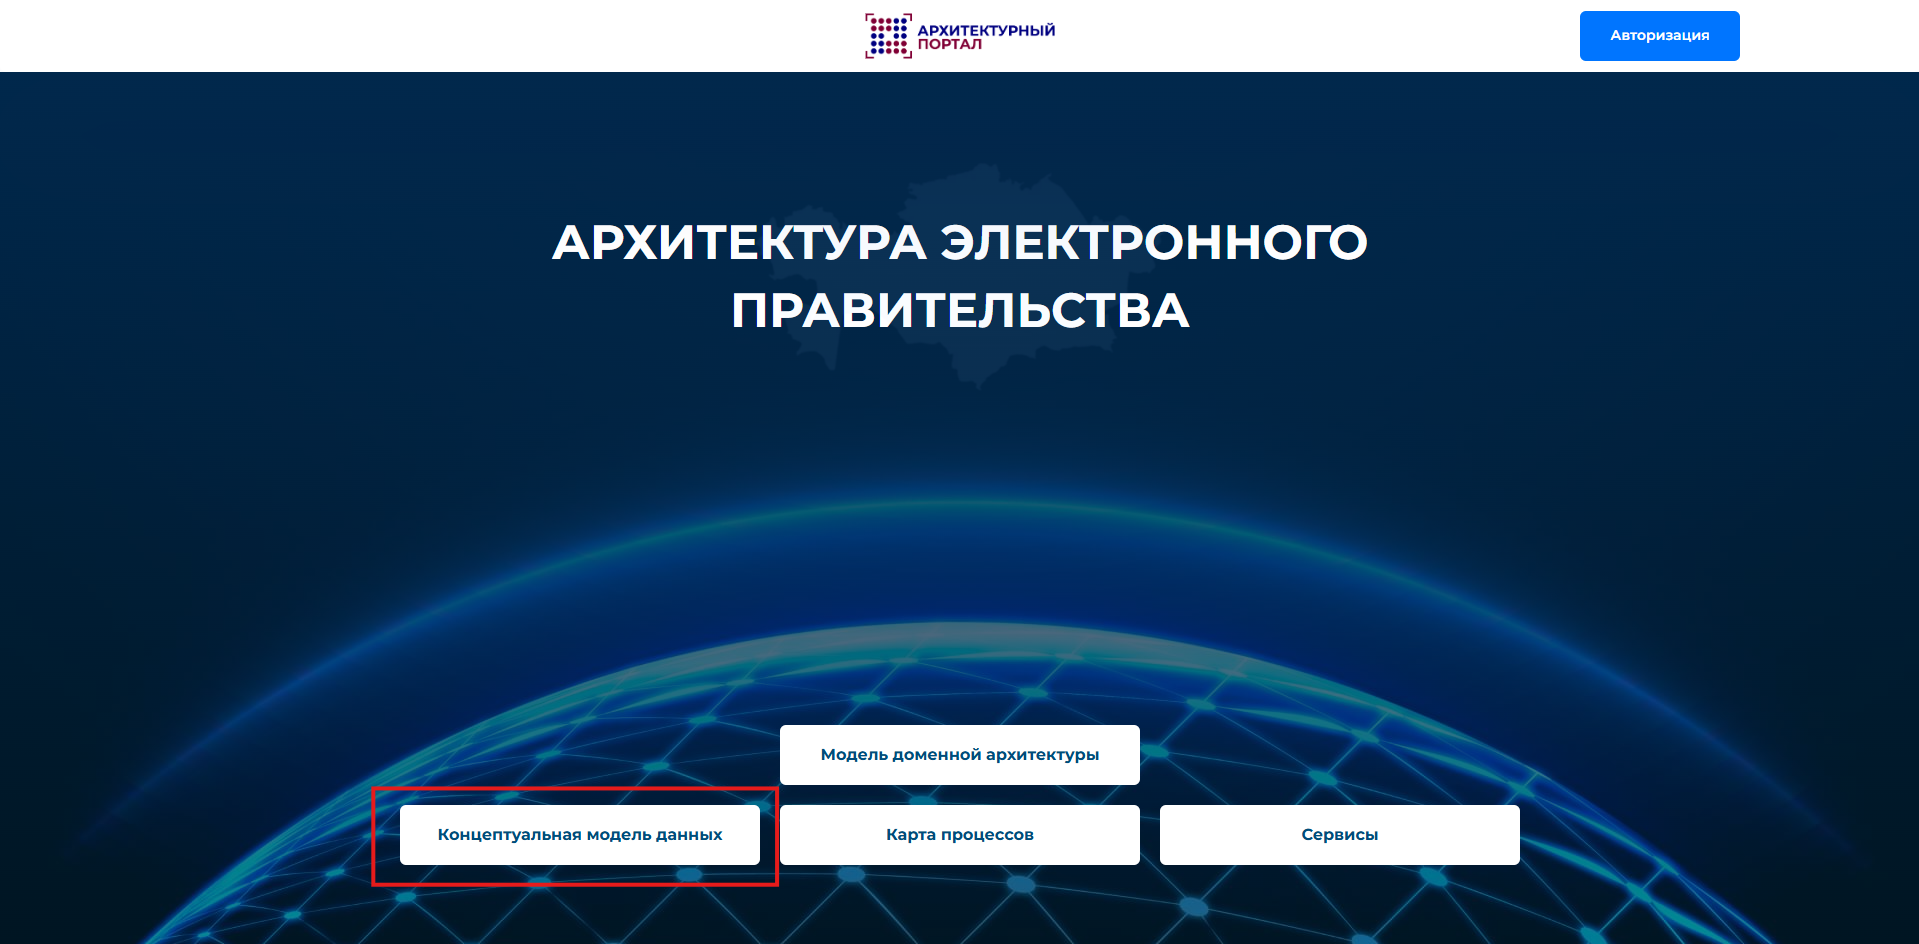 АРХИТЕКТУРНЫЙ
ПОРТАЛ
Авторизация
АРХИТЕКТУРА ЭЛЕКТРОННОГО
ПРАВИТЕЛЬСТВА
Модель доменной архитектуры
Концептуальная модель данных
Карта процессов
Сервисы